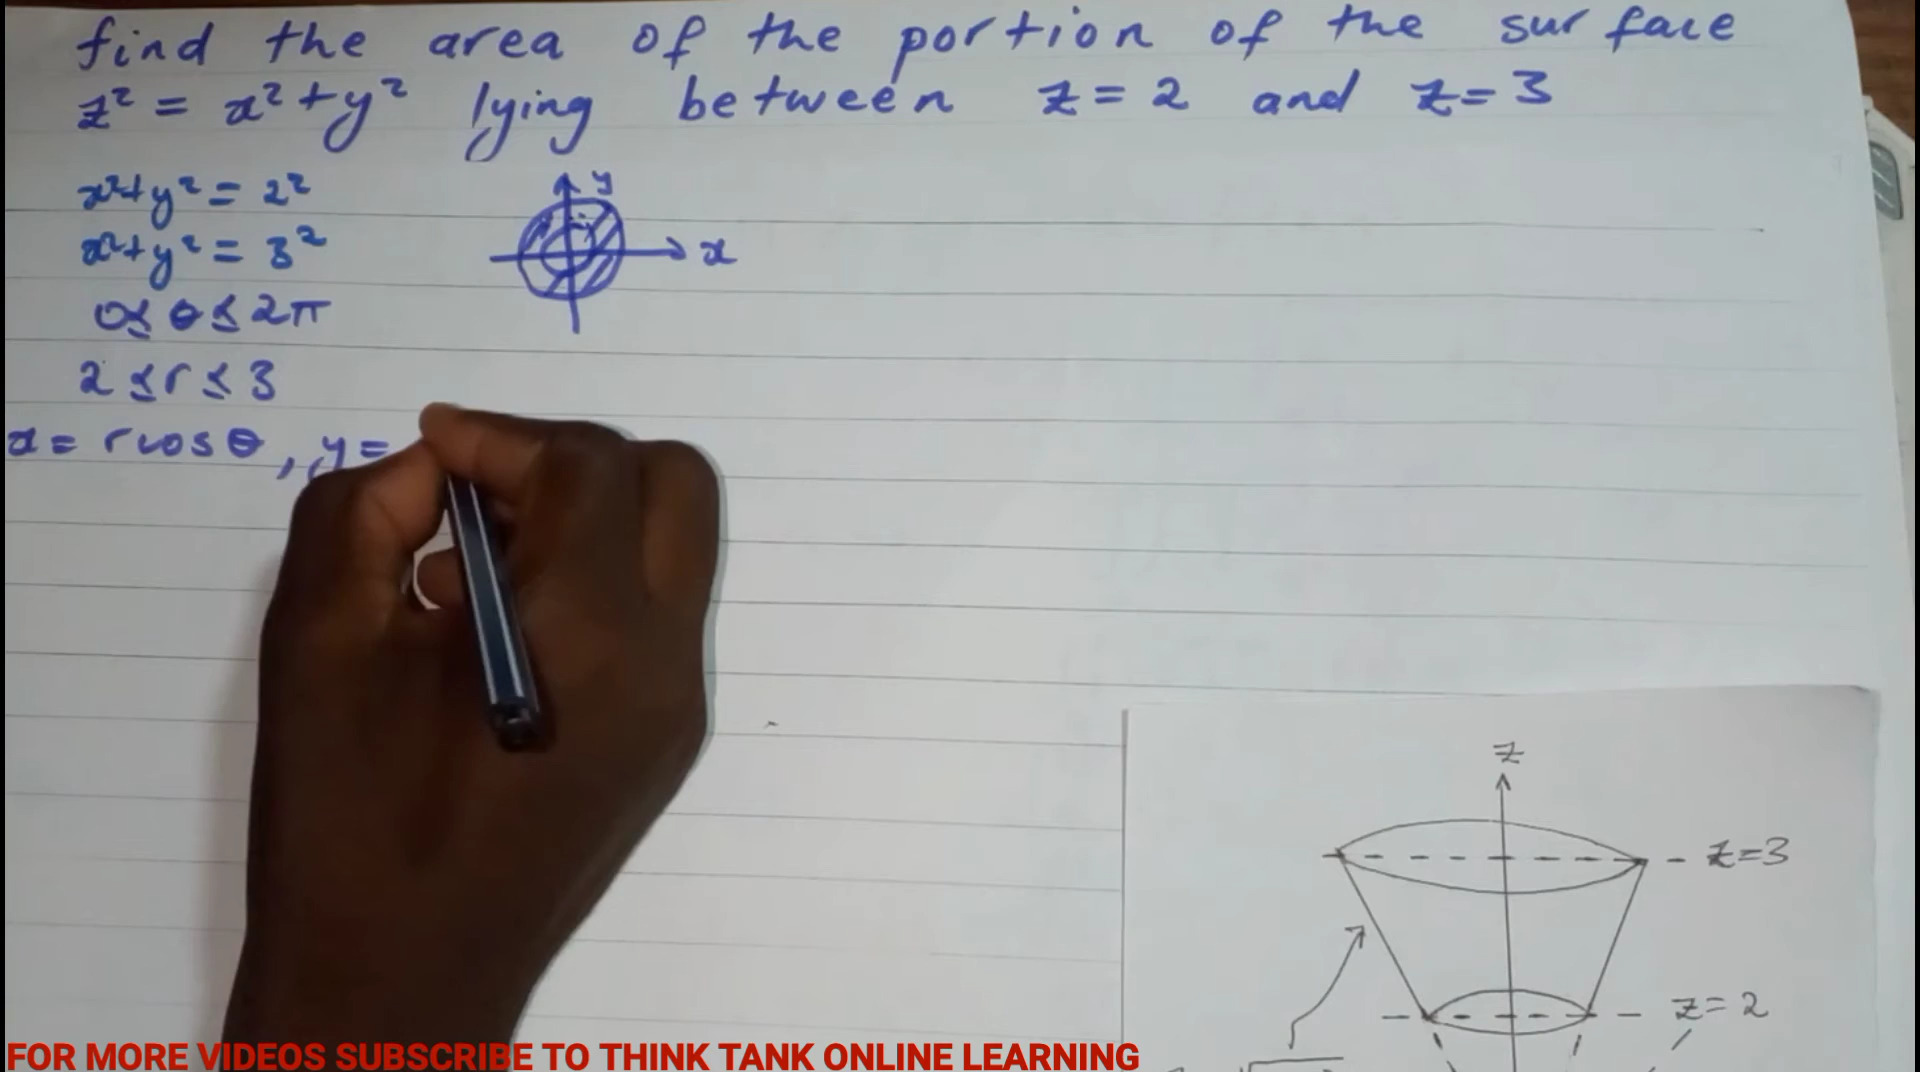 find the area of the portion of the surface
z² = x²+y² lying between z = 2 and z = 3
x²+y² = 2²
x²+y² = 3²
0 ≤ θ ≤ 2π
2 ≤ r ≤ 3
x = r cos θ , y =
y
x
z
z=3
z=2
FOR MORE VIDEOS SUBSCRIBE TO THINK TANK ONLINE LEARNING